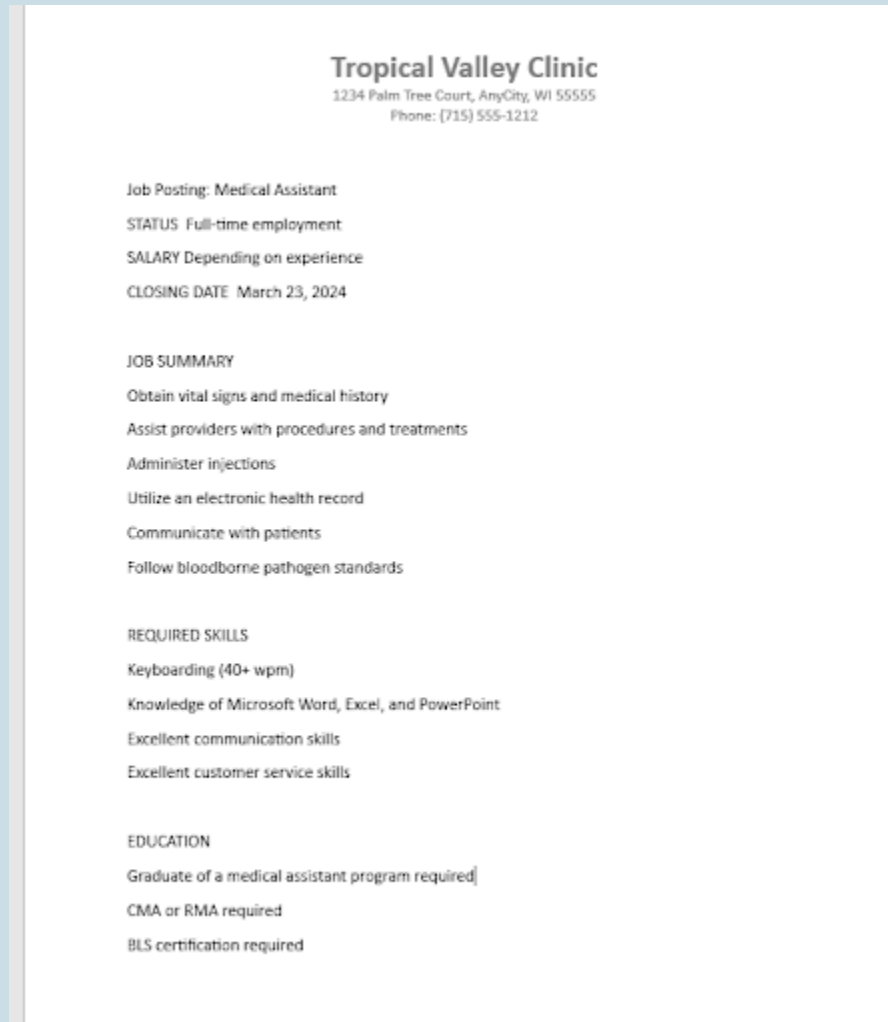 Tropical Valley Clinic
1234 Palm Tree Court, AnyCity, WI 55555
Phone: (715) 555-1212
Job Posting: Medical Assistant
STATUS  Full-time employment
SALARY Depending on experience
CLOSING DATE  March 23, 2024
JOB SUMMARY
Obtain vital signs and medical history
Assist providers with procedures and treatments
Administer injections
Utilize an electronic health record
Communicate with patients
Follow bloodborne pathogen standards
REQUIRED SKILLS
Keyboarding (40+ wpm)
Knowledge of Microsoft Word, Excel, and PowerPoint
Excellent communication skills
Excellent customer service skills
EDUCATION
Graduate of a medical assistant program required
CMA or RMA required
BLS certification required